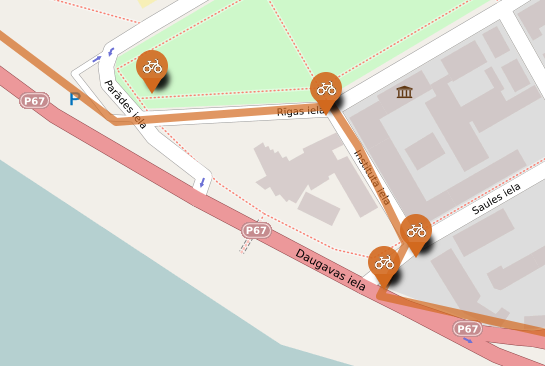 P67
P
Parādes iela
Rīgas iela
Institūta iela
Saules iela
P67
Daugavas iela
P67